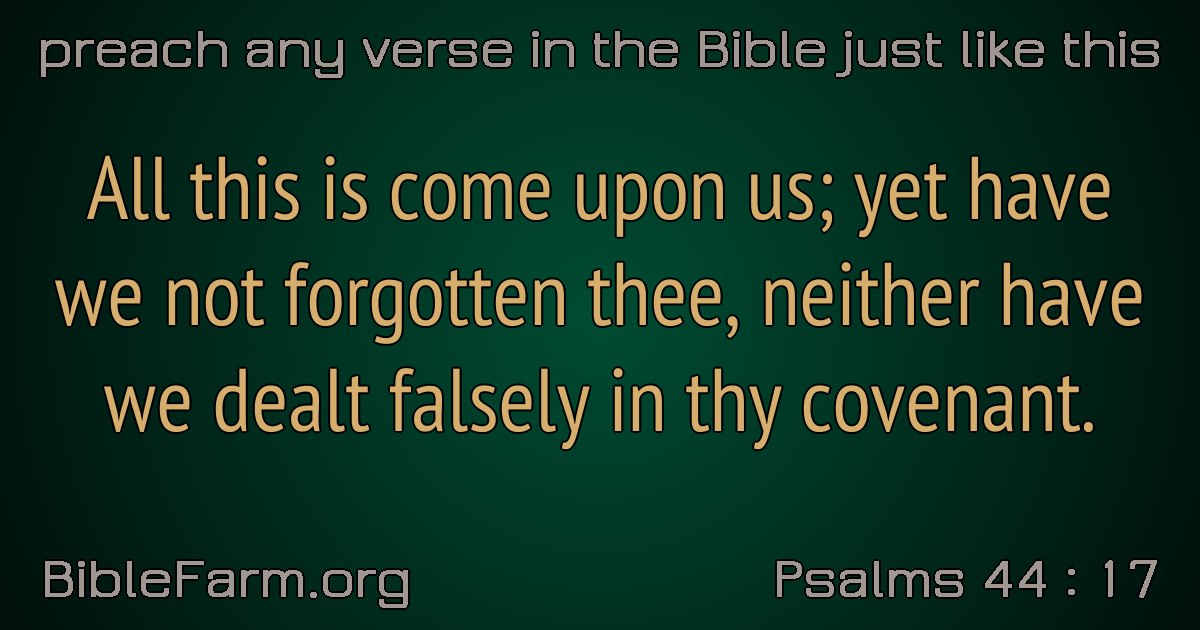 preach any verse in the Bible just like this
All this is come upon us; yet have
we not forgotten thee, neither have
we dealt falsely in thy covenant.
BibleFarm.org
Psalms 44 : 17